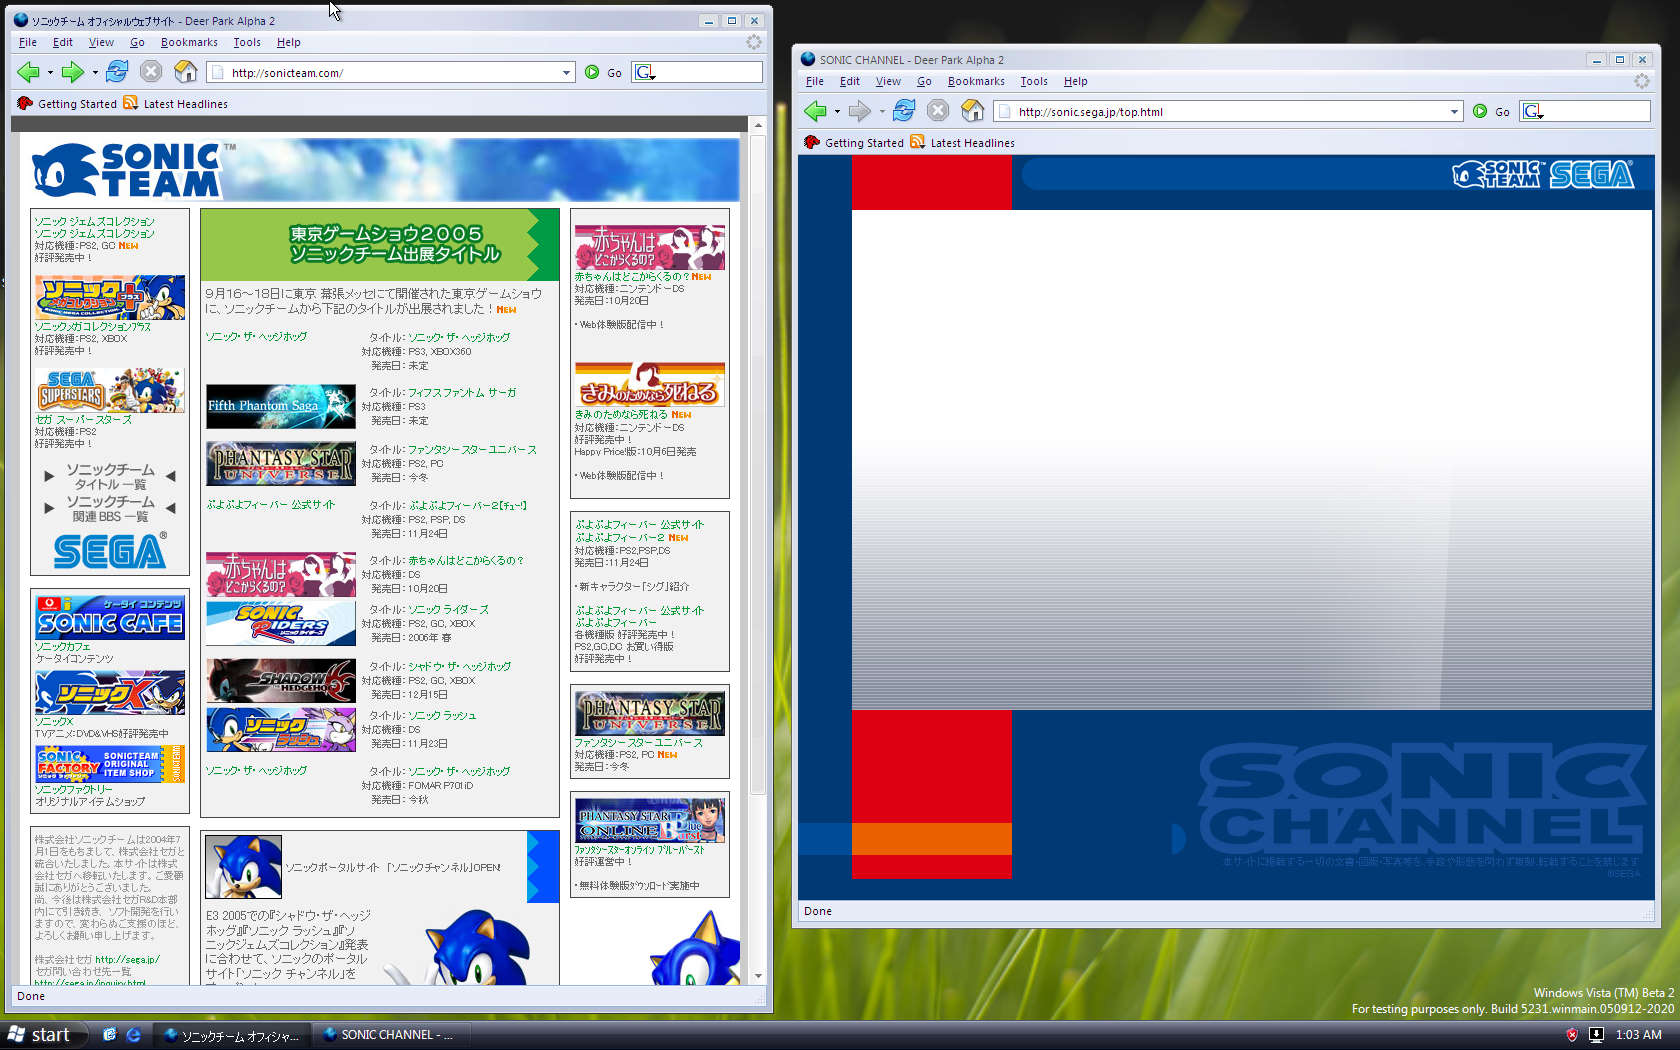 ソニックチーム オフィシャルウェブサイト - Deer Park Alpha 2
File Edit View Go Bookmarks Tools Help
http://sonicteam.com/
Go
G
Getting Started Latest Headlines
SONIC TEAM TM
ソニック ジェムズコレクション
ソニック ジェムズコレクション
対応機種:PS2, GC NEW
好評発売中！
ソニック メガコレクション プラス
SONIC MEGA COLLECTION
ソニックメガコレクションプラス
対応機種:PS2, XBOX
好評発売中！
SEGA SUPERSTARS
セガ スーパースターズ
対応機種:PS2
好評発売中！
ソニックチーム
タイトル 一覧
ソニックチーム
関連 BBS 一覧
SEGA®
ケータイ コンテンツ
SONIC CAFE
ソニックカフェ
ケータイコンテンツ
ソニックX
ソニックX
TVアニメ:DVD&VHS好評発売中
SONIC FACTORY
SONICTEAM ORIGINAL ITEM SHOP
ソニックファクトリー
オリジナルアイテムショップ
株式会社ソニックチームは2004年7
月1日をもちまして、株式会社セガと
統合いたしました。本サイトは株式
会社セガへ移転いたします。ご愛顧
誠にありがとうございました。
尚、今後は株式会社セガR&D本部
内にて引き続き、ソフト開発を行い
ますので、変わらぬご支援のほど、
よろしくお願い申し上げます。
株式会社セガ http://sega.jp/
セガ問い合わせ先一覧
http://sega.jp/inquiry.html
東京ゲームショウ2005
ソニックチーム出展タイトル
9月16～18日に東京 幕張メッセにて開催された東京ゲームショウ
に、ソニックチームから下記のタイトルが出展されました！NEW
ソニック・ザ・ヘッジホッグ
タイトル: ソニック・ザ・ヘッジホッグ
対応機種: PS3, XBOX360
発売日: 未定
Fifth Phantom Saga
タイトル: フィフス ファントム サーガ
対応機種: PS3
発売日: 未定
PHANTASY STAR UNIVERSE
タイトル: ファンタシースターユニバース
対応機種: PS2, PC
発売日: 今冬
ぷよぷよフィーバー 公式サイト
タイトル: ぷよぷよフィーバー2【チュー!】
対応機種: PS2, PSP, DS
発売日: 11月24日
赤ちゃんは どこからくるの?
タイトル: 赤ちゃんはどこからくるの？
対応機種: DS
発売日: 10月20日
SONIC RIDERS ソニック ライダーズ
タイトル: ソニック ライダーズ
対応機種: PS2, GC, XBOX
発売日: 2006年 春
SHADOW THE HEDGEHOG
タイトル: シャドウ・ザ・ヘッジホッグ
対応機種: PS2, GC, XBOX
発売日: 12月15日
ソニック ラッシュ
タイトル: ソニック ラッシュ
対応機種: DS
発売日: 11月23日
ソニック・ザ・ヘッジホッグ
タイトル: ソニック・ザ・ヘッジホッグ
対応機種: FOMAR P701iD
発売日: 今秋
ソニックポータルサイト 「ソニックチャンネル」OPEN!
E3 2005での『シャドウ・ザ・ヘッジ
ホッグ』『ソニック ラッシュ』『ソ
ニックジェムズコレクション』発表
に合わせて、ソニックのポータル
サイト「ソニック チャンネル」を
赤ちゃんは どこからくるの?
赤ちゃんはどこからくるの？NEW
対応機種:ニンテンドーDS
発売日:10月20日
・Web体験版配信中！
きみのためなら死ねる
きみのためなら死ねる NEW
対応機種:ニンテンドーDS
好評発売中！
Happy Price!版:10月6日発売
・Web体験版配信中！
ぷよぷよフィーバー 公式サイト
ぷよぷよフィーバー2 NEW
対応機種:PS2,PSP,DS
発売日:11月24日
・新キャラクター「シグ」紹介
ぷよぷよフィーバー 公式サイト
ぷよぷよフィーバー
各機種版 好評発売中！
PS2,GC,DC お買い得版
好評発売中！
PHANTASY STAR UNIVERSE
ファンタシースターユニバース
対応機種:PS2, PC NEW
発売日:今冬
PHANTASY STAR ONLINE Blue Burst
ファンタシースターオンライン ブルーバースト
好評運営中！
・無料体験版ダウンロード実施中
Done
SONIC CHANNEL - Deer Park Alpha 2
File Edit View Go Bookmarks Tools Help
http://sonic.sega.jp/top.html
Go
G
Getting Started Latest Headlines
SONIC TEAM SEGA
SONIC CHANNEL
本サイトに掲載する一切の文書・図版・写真等を、手段や形態を問わず複製、転載することを禁じます
©SEGA
Done
Windows Vista (TM) Beta 2
For testing purposes only. Build 5231.winmain.050912-2020
start
ソニックチーム オフィシャ...
SONIC CHANNEL - ...
1:03 AM